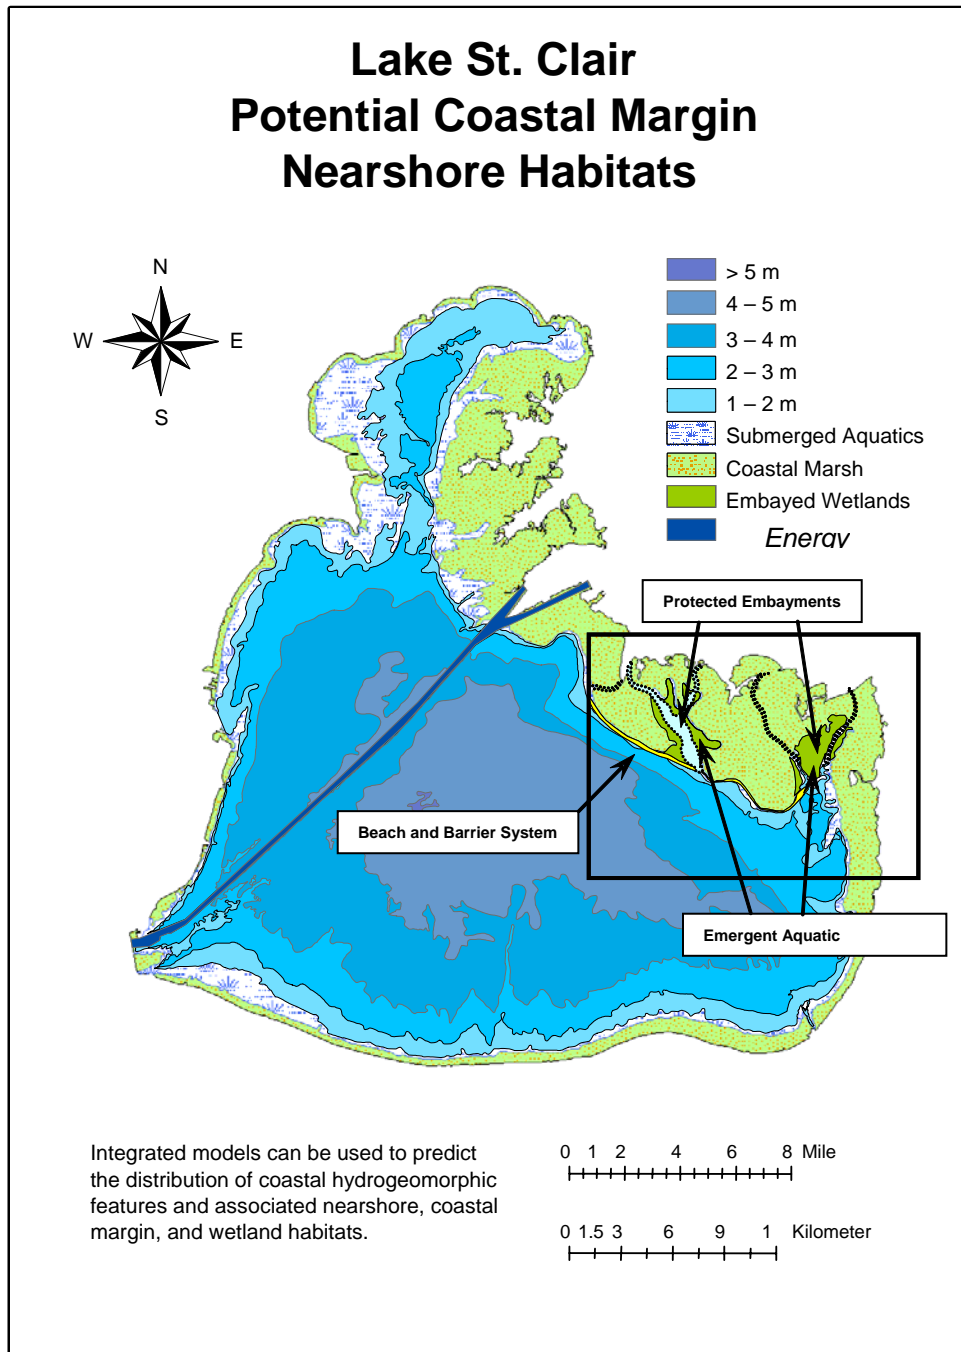 Lake St. Clair
Potential Coastal Margin
Nearshore Habitats
N
W
E
S
> 5 m
4 – 5 m
3 – 4 m
2 – 3 m
1 – 2 m
Submerged Aquatics
Coastal Marsh
Embayed Wetlands
Energy
Protected Embayments
Beach and Barrier System
Emergent Aquatic
Integrated models can be used to predict
the distribution of coastal hydrogeomorphic
features and associated nearshore, coastal
margin, and wetland habitats.
0 1 2 4 6 8 Mile
0 1.5 3 6 9 1 Kilometer